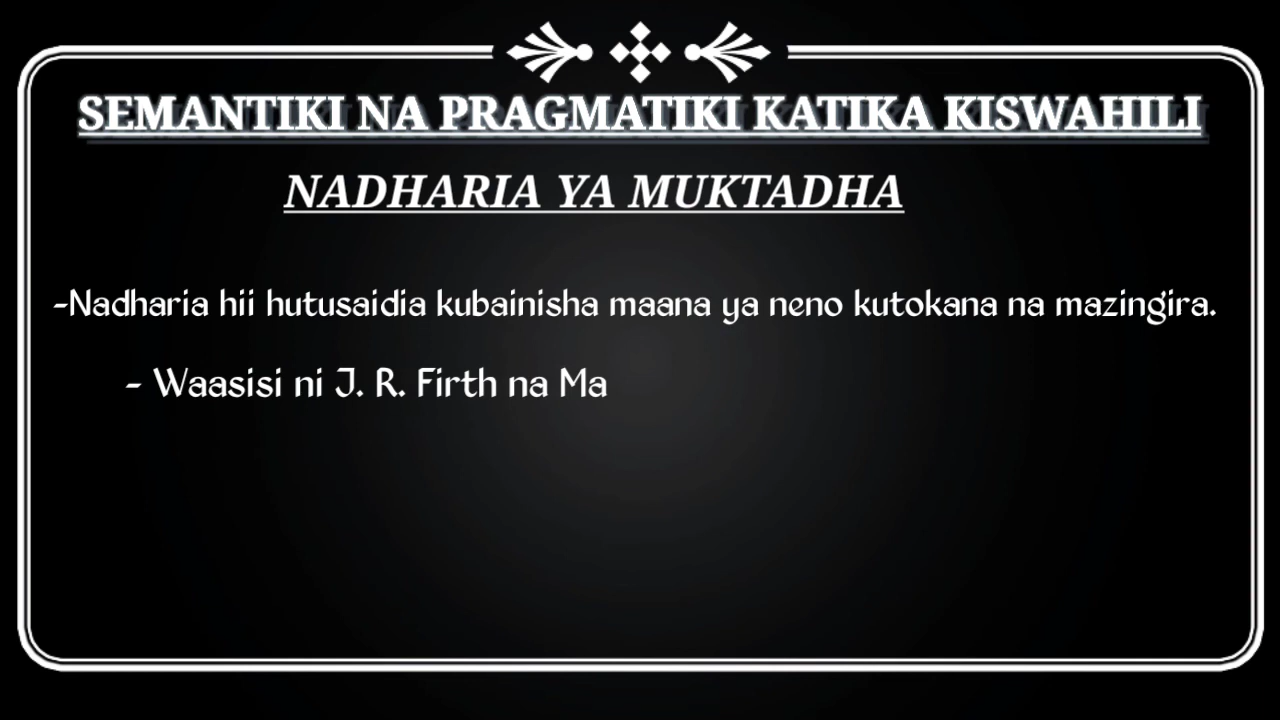 SEMANTIKI NA PRAGMATIKI KATIKA KISWAHILI
NADHARIA YA MUKTADHA
-Nadharia hii hutusaidia kubainisha maana ya neno kutokana na mazingira.
- Waasisi ni J. R. Firth na Ma